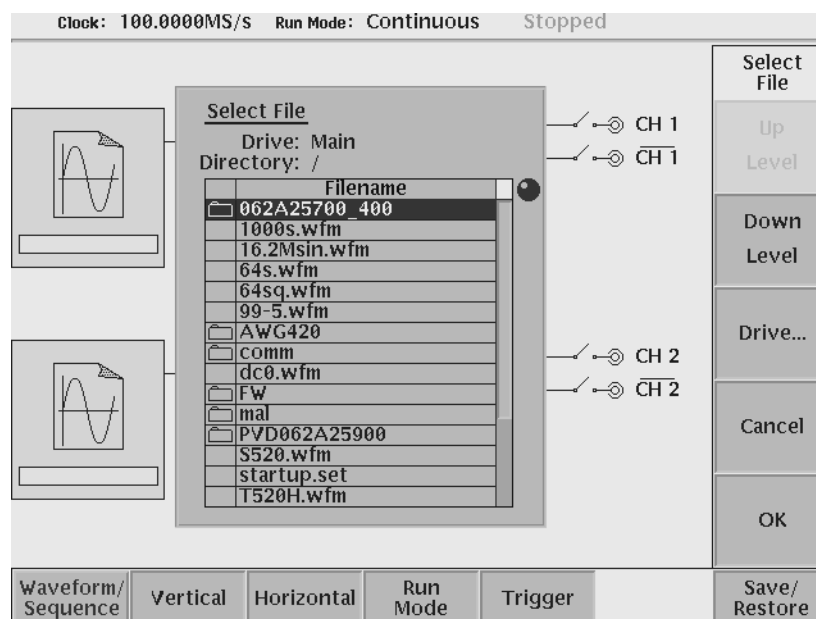 Clock: 100.0000MS/s Run Mode: Continuous Stopped
Select File
Drive: Main
Directory: /
Filename
062A25700_400
1000s.wfm
16.2Msin.wfm
64s.wfm
64sq.wfm
99-5.wfm
AWG420
comm
dc0.wfm
FW
mal
PVD062A25900
S520.wfm
startup.set
T520H.wfm
CH 1
CH 1
CH 2
CH 2
Select
File
Up
Level
Down
Level
Drive...
Cancel
OK
Waveform/
Sequence
Vertical
Horizontal
Run
Mode
Trigger
Save/
Restore